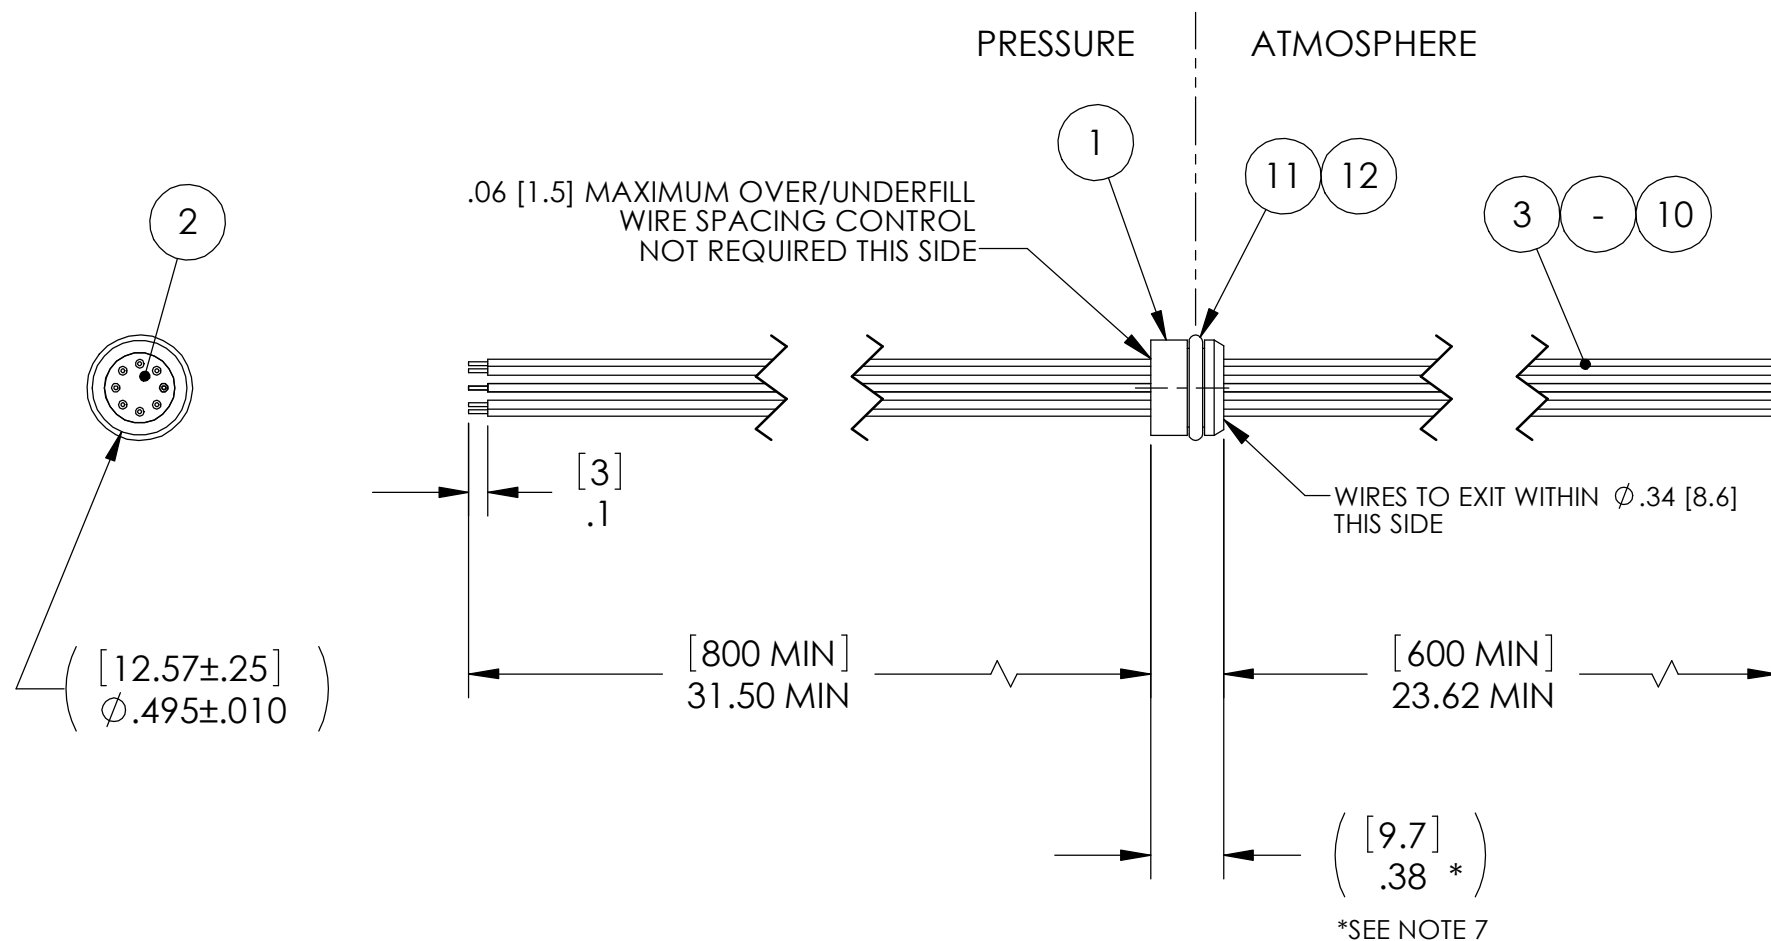 PRESSURE
ATMOSPHERE
1
11
12
.06 [1.5] MAXIMUM OVER/UNDERFILL
WIRE SPACING CONTROL
NOT REQUIRED THIS SIDE
2
3
-
10
[3]
.1
WIRES TO EXIT WITHIN ∅.34 [8.6]
THIS SIDE
([12.57±.25]
∅.495±.010)
[800 MIN]
31.50 MIN
[600 MIN]
23.62 MIN
([9.7]
.38 *)
*SEE NOTE 7